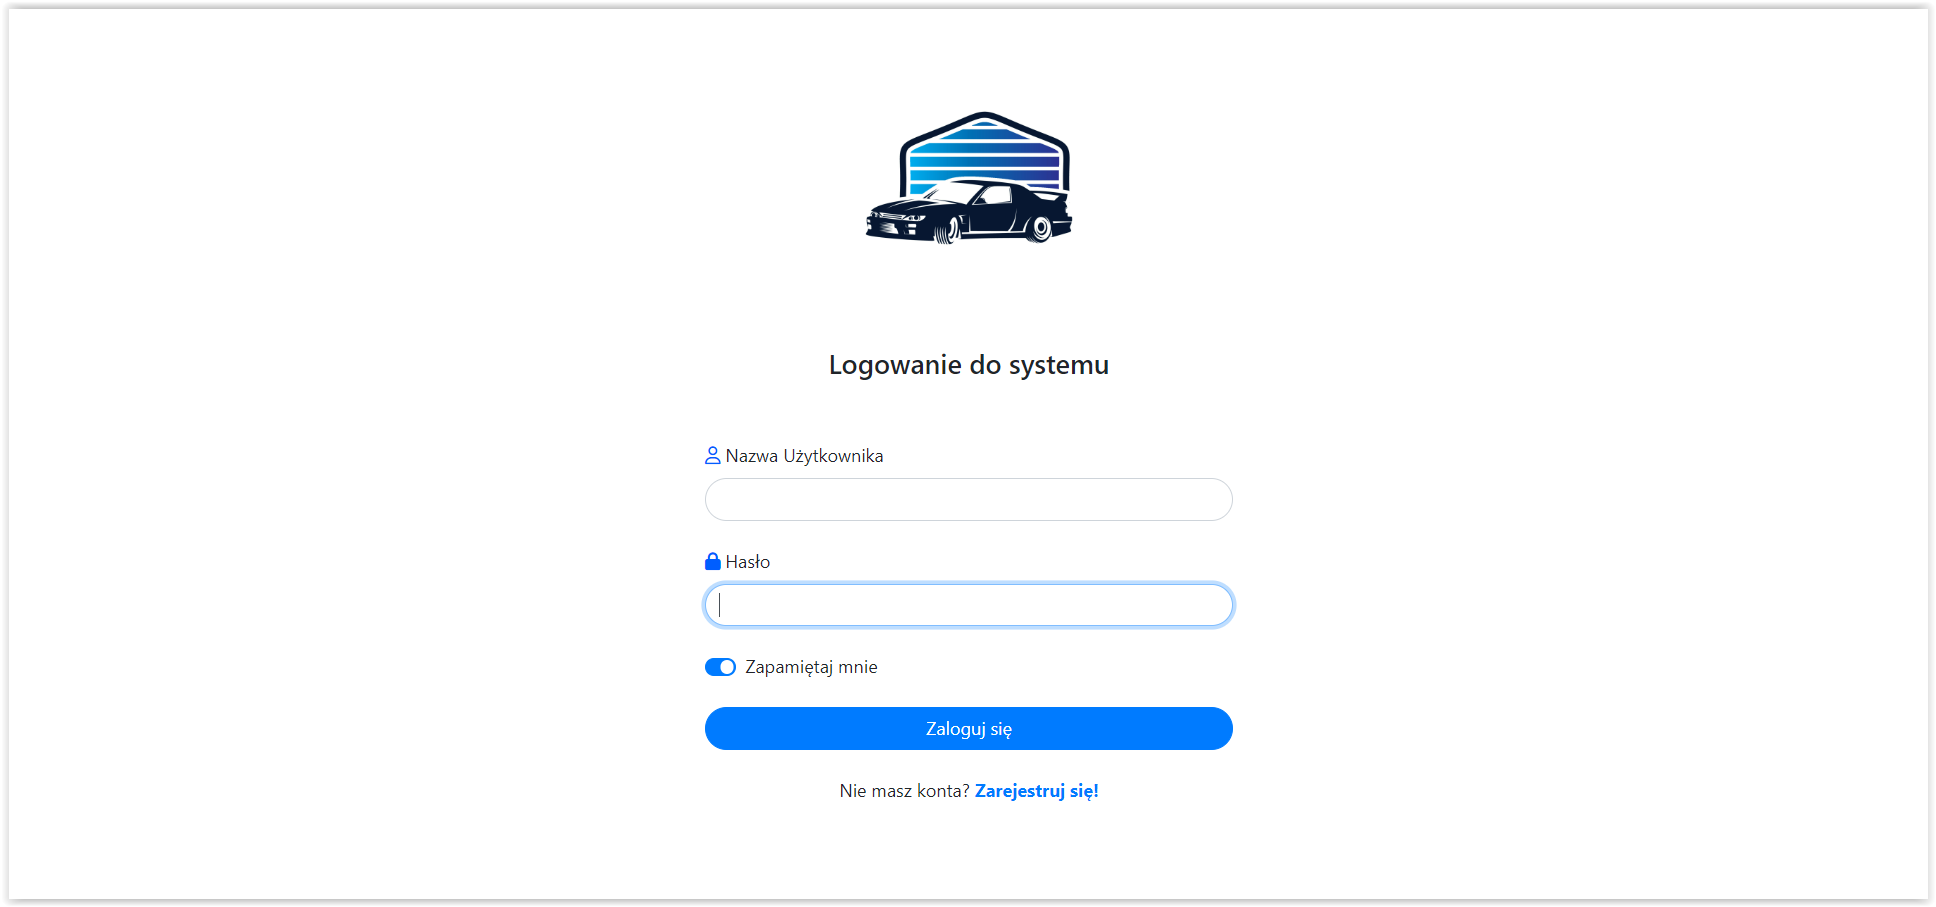 Logowanie do systemu
Nazwa Użytkownika
Hasło
Zapamiętaj mnie
Zaloguj się
Nie masz konta? Zarejestruj się!